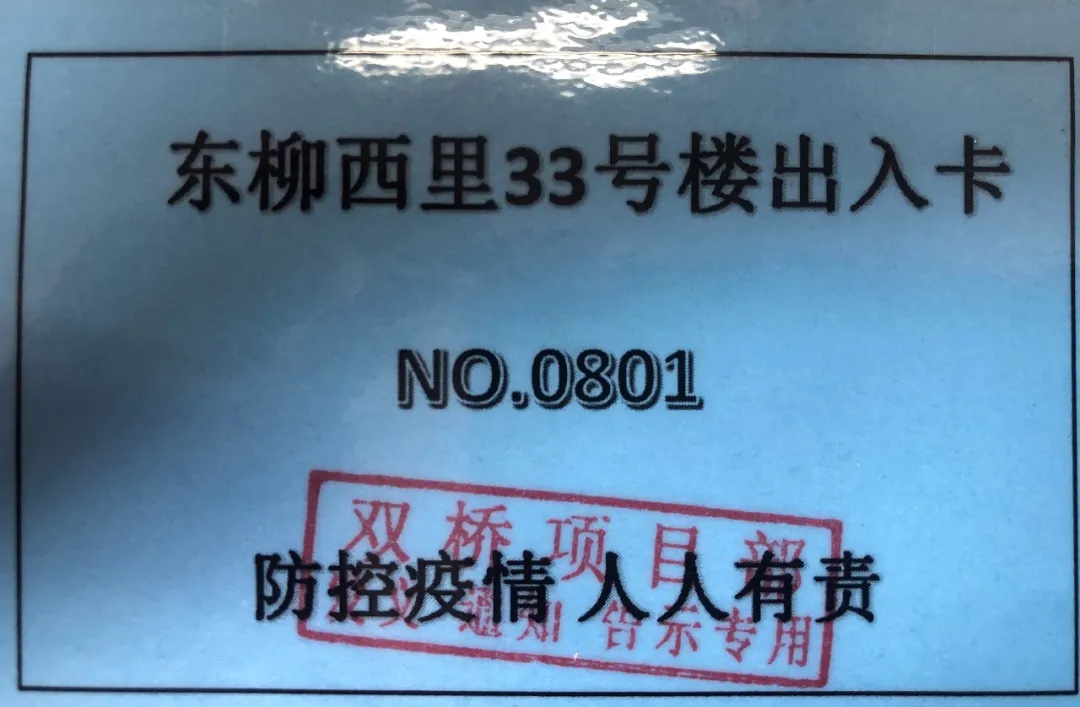 东柳西里33号楼出入卡
NO.0801
双桥项目部
防控疫情 人人有责
通知 告示专用